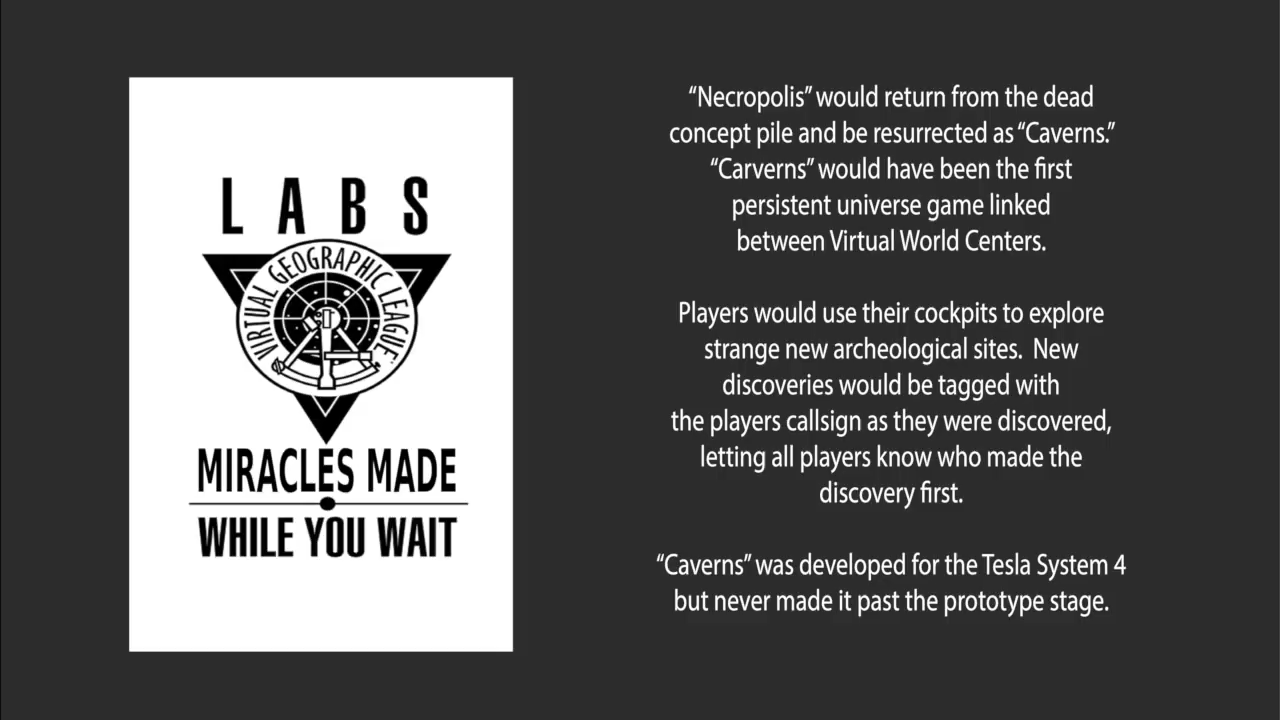 LABS
VIRTUAL GEOGRAPHIC LEAGUE
MIRACLES MADE
WHILE YOU WAIT
“Necropolis” would return from the dead
concept pile and be resurrected as “Caverns.”
“Carverns” would have been the first
persistent universe game linked
between Virtual World Centers.
Players would use their cockpits to explore
strange new archeological sites.  New
discoveries would be tagged with
the players callsign as they were discovered,
letting all players know who made the
discovery first.
“Caverns” was developed for the Tesla System 4
but never made it past the prototype stage.